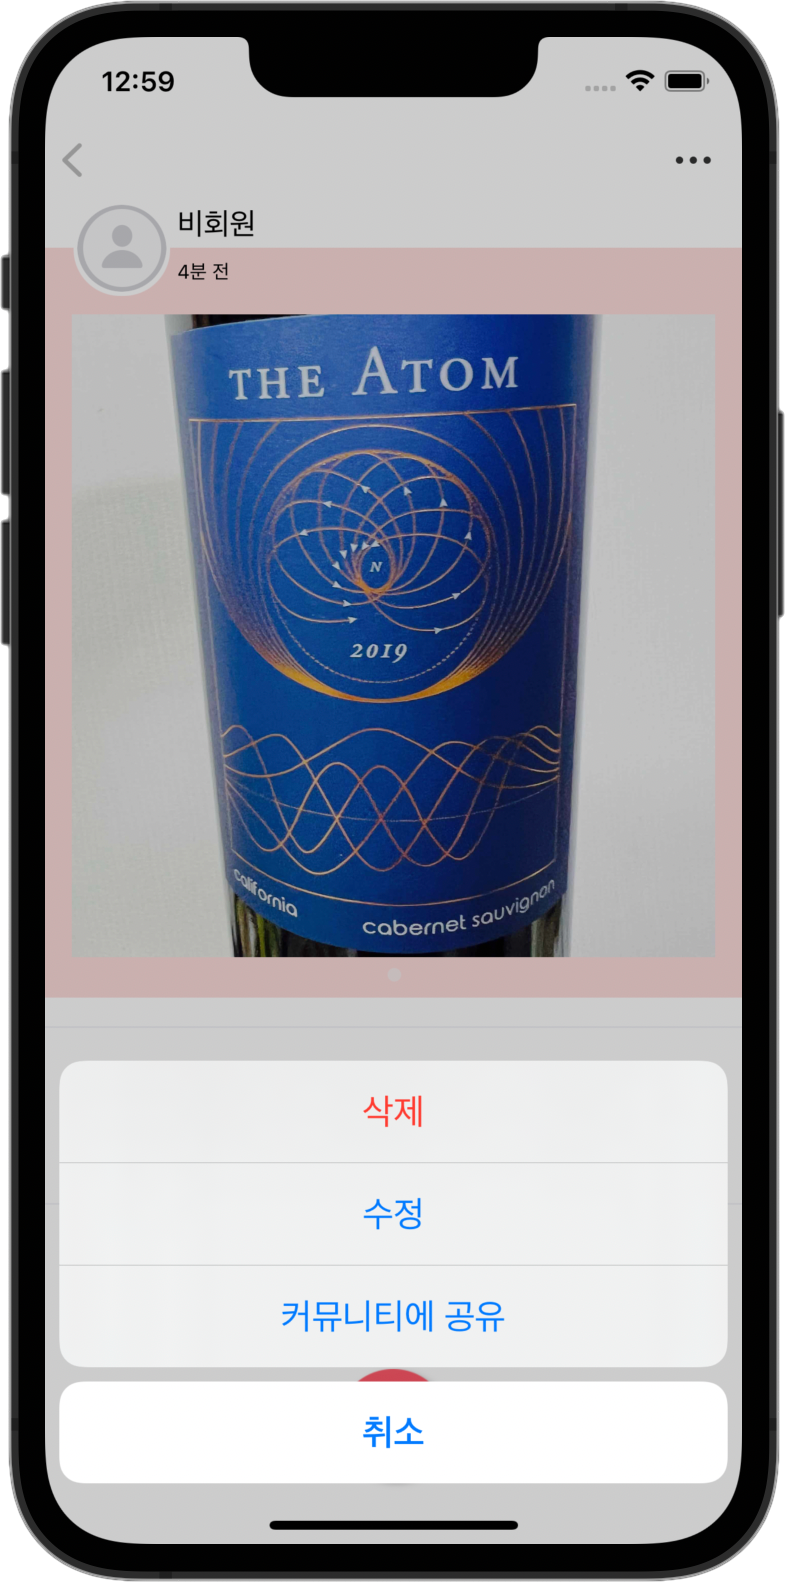 12:59
비회원
4분 전
THE ATOM
N
2019
california
cabernet sauvignon
삭제
수정
커뮤니티에 공유
취소